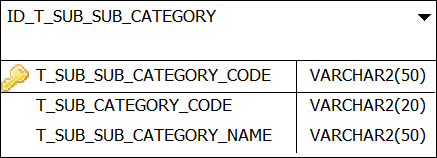 ID_T_SUB_SUB_CATEGORY
T_SUB_SUB_CATEGORY_CODE VARCHAR2(50)
T_SUB_CATEGORY_CODE VARCHAR2(20)
T_SUB_SUB_CATEGORY_NAME VARCHAR2(50)